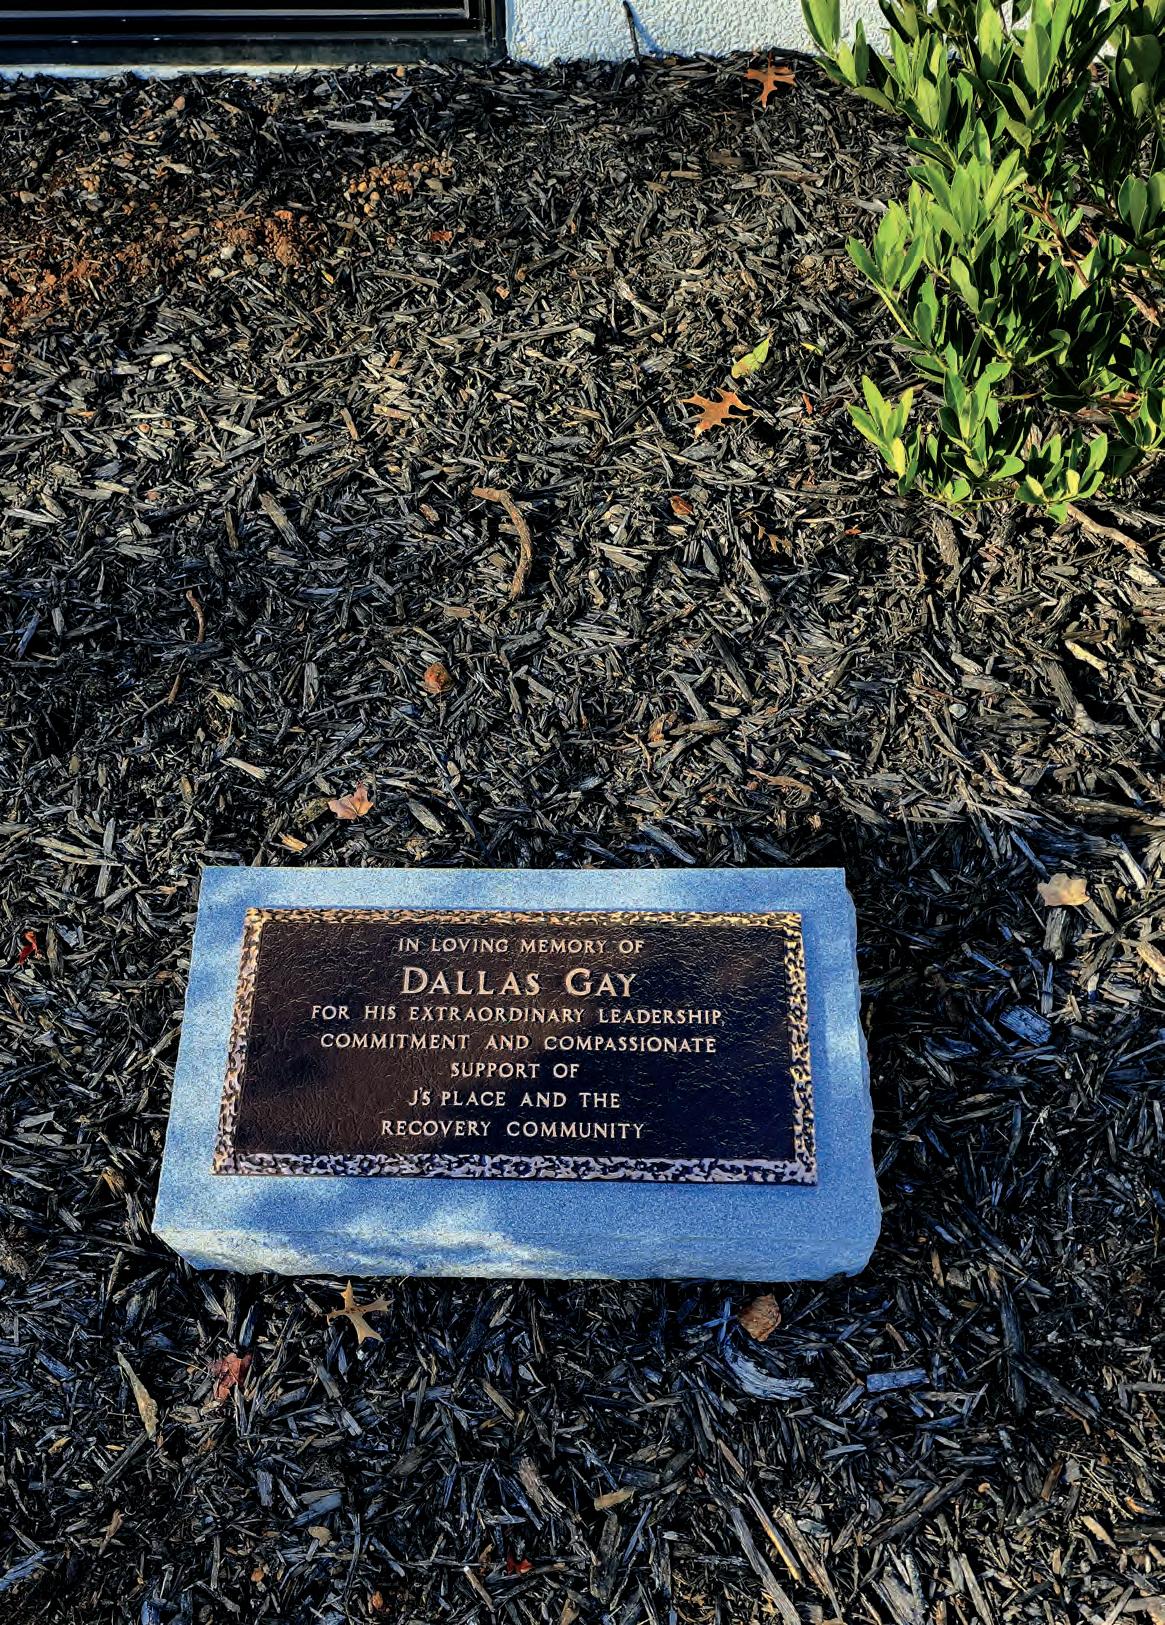 IN LOVING MEMORY OF
DALLAS GAY
FOR HIS EXTRAORDINARY LEADERSHIP,
COMMITMENT AND COMPASSIONATE
SUPPORT OF
J'S PLACE AND THE
RECOVERY COMMUNITY